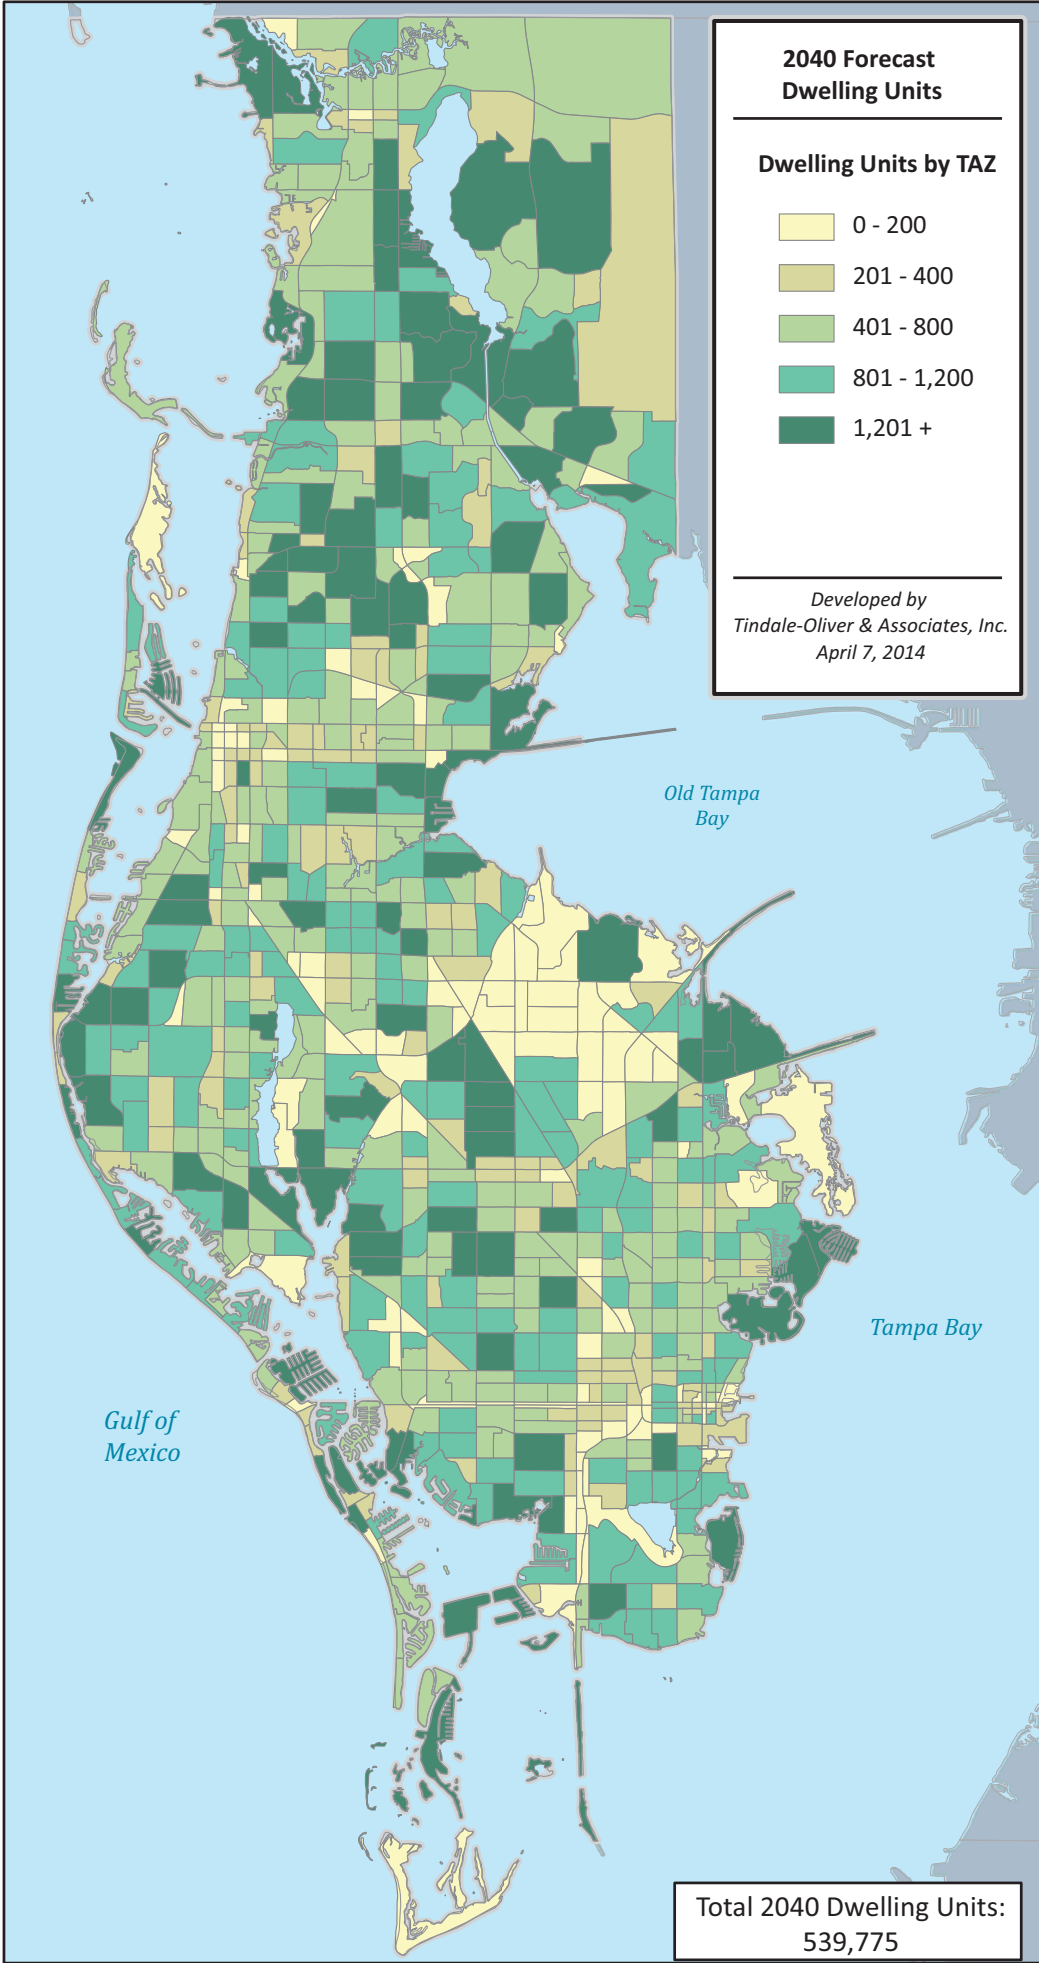 2040 Forecast
Dwelling Units
Dwelling Units by TAZ
0 - 200
201 - 400
401 - 800
801 - 1,200
1,201 +
Developed by
Tindale-Oliver & Associates, Inc.
April 7, 2014
Old Tampa
Bay
Tampa Bay
Gulf of
Mexico
Total 2040 Dwelling Units:
539,775